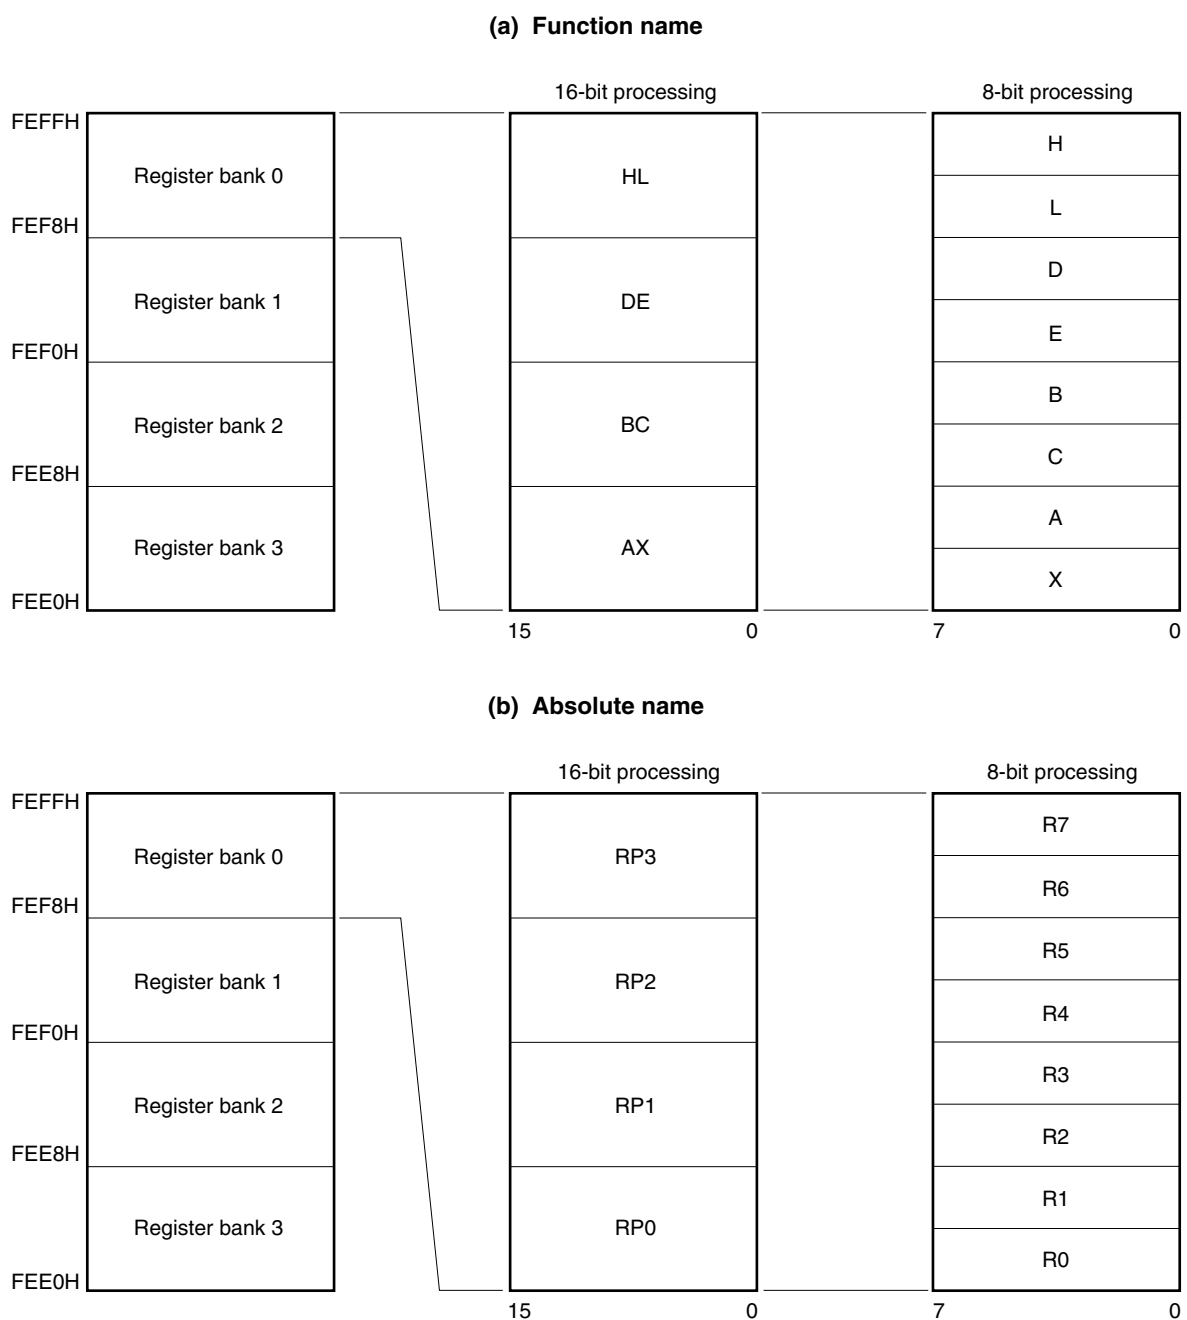 (a) Function name
16-bit processing
8-bit processing
FEFFH
Register bank 0
HL
H
L
FEF8H
Register bank 1
DE
D
E
FEF0H
Register bank 2
BC
B
C
FEE8H
Register bank 3
AX
A
X
FEE0H
15
0
7
0
(b) Absolute name
16-bit processing
8-bit processing
FEFFH
Register bank 0
RP3
R7
R6
FEF8H
Register bank 1
RP2
R5
R4
FEF0H
Register bank 2
RP1
R3
R2
FEE8H
Register bank 3
RP0
R1
R0
FEE0H
15
0
7
0